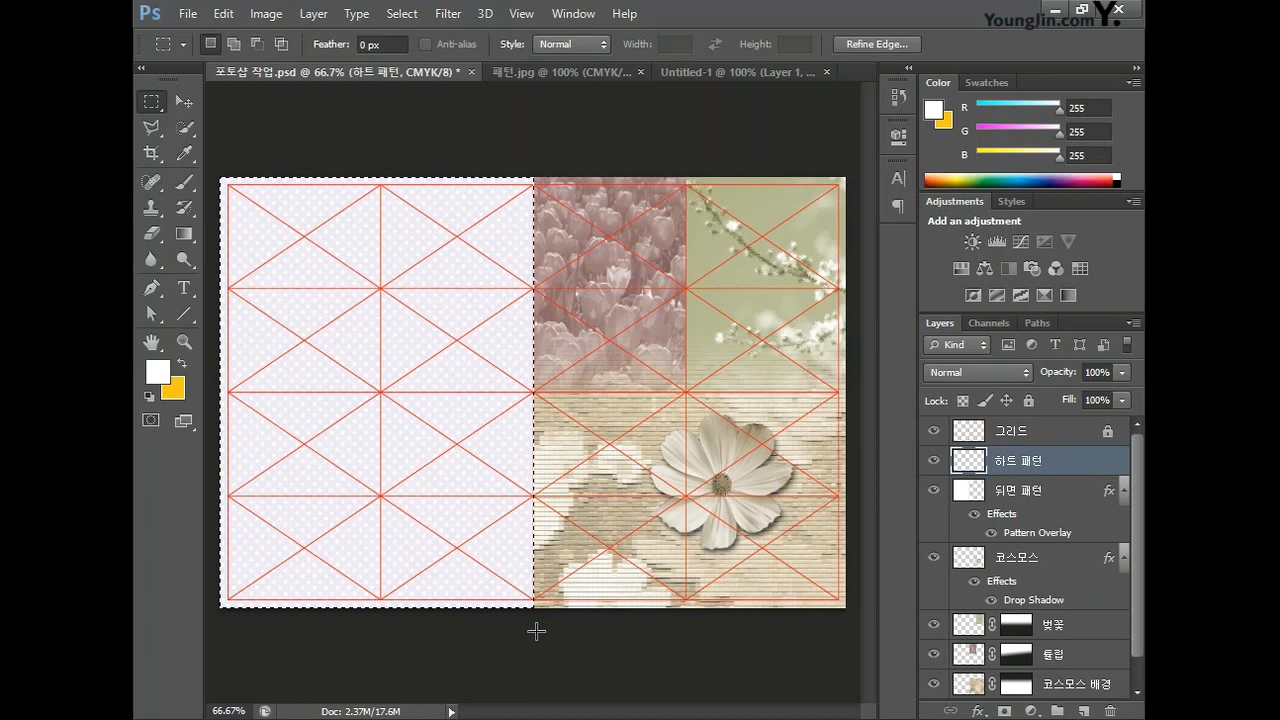 Ps File Edit Image Layer Type Select Filter 3D View Window Help
YoungJin.com Y.
Feather: 0 px Anti-alias Style: Normal Width: Height: Refine Edge...
포토샵 작업.psd @ 66.7% (하트 패턴, CMYK/8) * × 패턴.jpg @ 100% (CMYK/... × Untitled-1 @ 100% (Layer 1, ... ×
Color Swatches
R 255
G 255
B 255
Adjustments Styles
Add an adjustment
Layers Channels Paths
Kind
Normal Opacity: 100%
Lock: Fill: 100%
그리드
하트 패턴
뒤면 패턴 fx
Effects
Pattern Overlay
코스모스 fx
Effects
Drop Shadow
벚꽃
튤립
코스모스 배경
66.67% Doc: 2.37M/17.6M